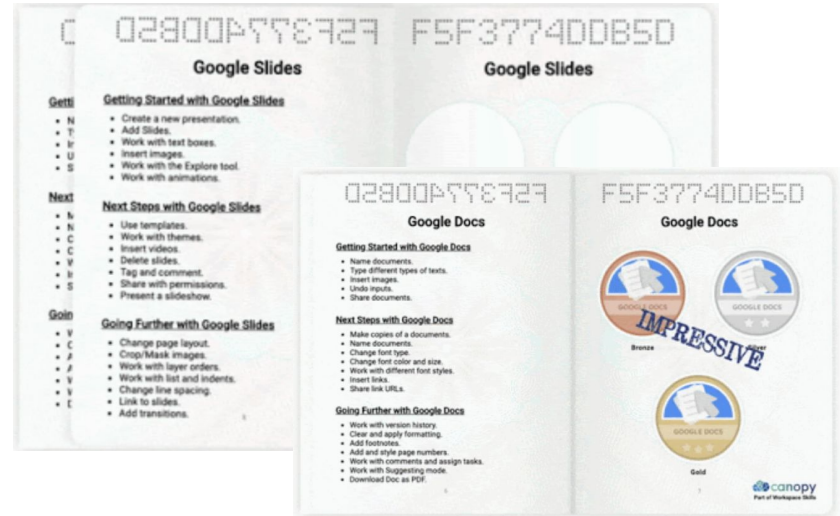 F5F3774DDB5D
F5F3774DDB5D
Google Slides
Google Slides
Getting Started with Google Slides
Create a new presentation.
Add Slides.
Work with text boxes.
Insert images.
Work with the Explore tool.
Work with animations.
Next Steps with Google Slides
Use templates.
Work with themes.
Insert videos.
Delete slides.
Tag and comment.
Share with permissions.
Present a slideshow.
Going Further with Google Slides
Change page layout.
Crop/Mask images.
Work with layer orders.
Work with list and indents.
Change line spacing.
Link to slides.
Add transitions.
Getti
Next
Goin
F5F3774DDB5D
F5F3774DDB5D
Google Docs
Getting Started with Google Docs
Name documents.
Type different types of texts.
Insert images.
Undo inputs.
Share documents.
Next Steps with Google Docs
Make copies of a documents.
Name documents.
Change font type.
Change font color and size.
Work with different font styles.
Insert links.
Share link URLs.
Going Further with Google Docs
Work with version history.
Clear and apply formatting.
Add footnotes.
Add and style page numbers.
Work with comments and assign tasks.
Work with Suggesting mode.
Download Doc as PDF.
Google Docs
GOOGLE DOCS
GOOGLE DOCS
IMPRESSIVE
Bronze
Silver
GOOGLE DOCS
Gold
canopy
Part of Workspace Skills